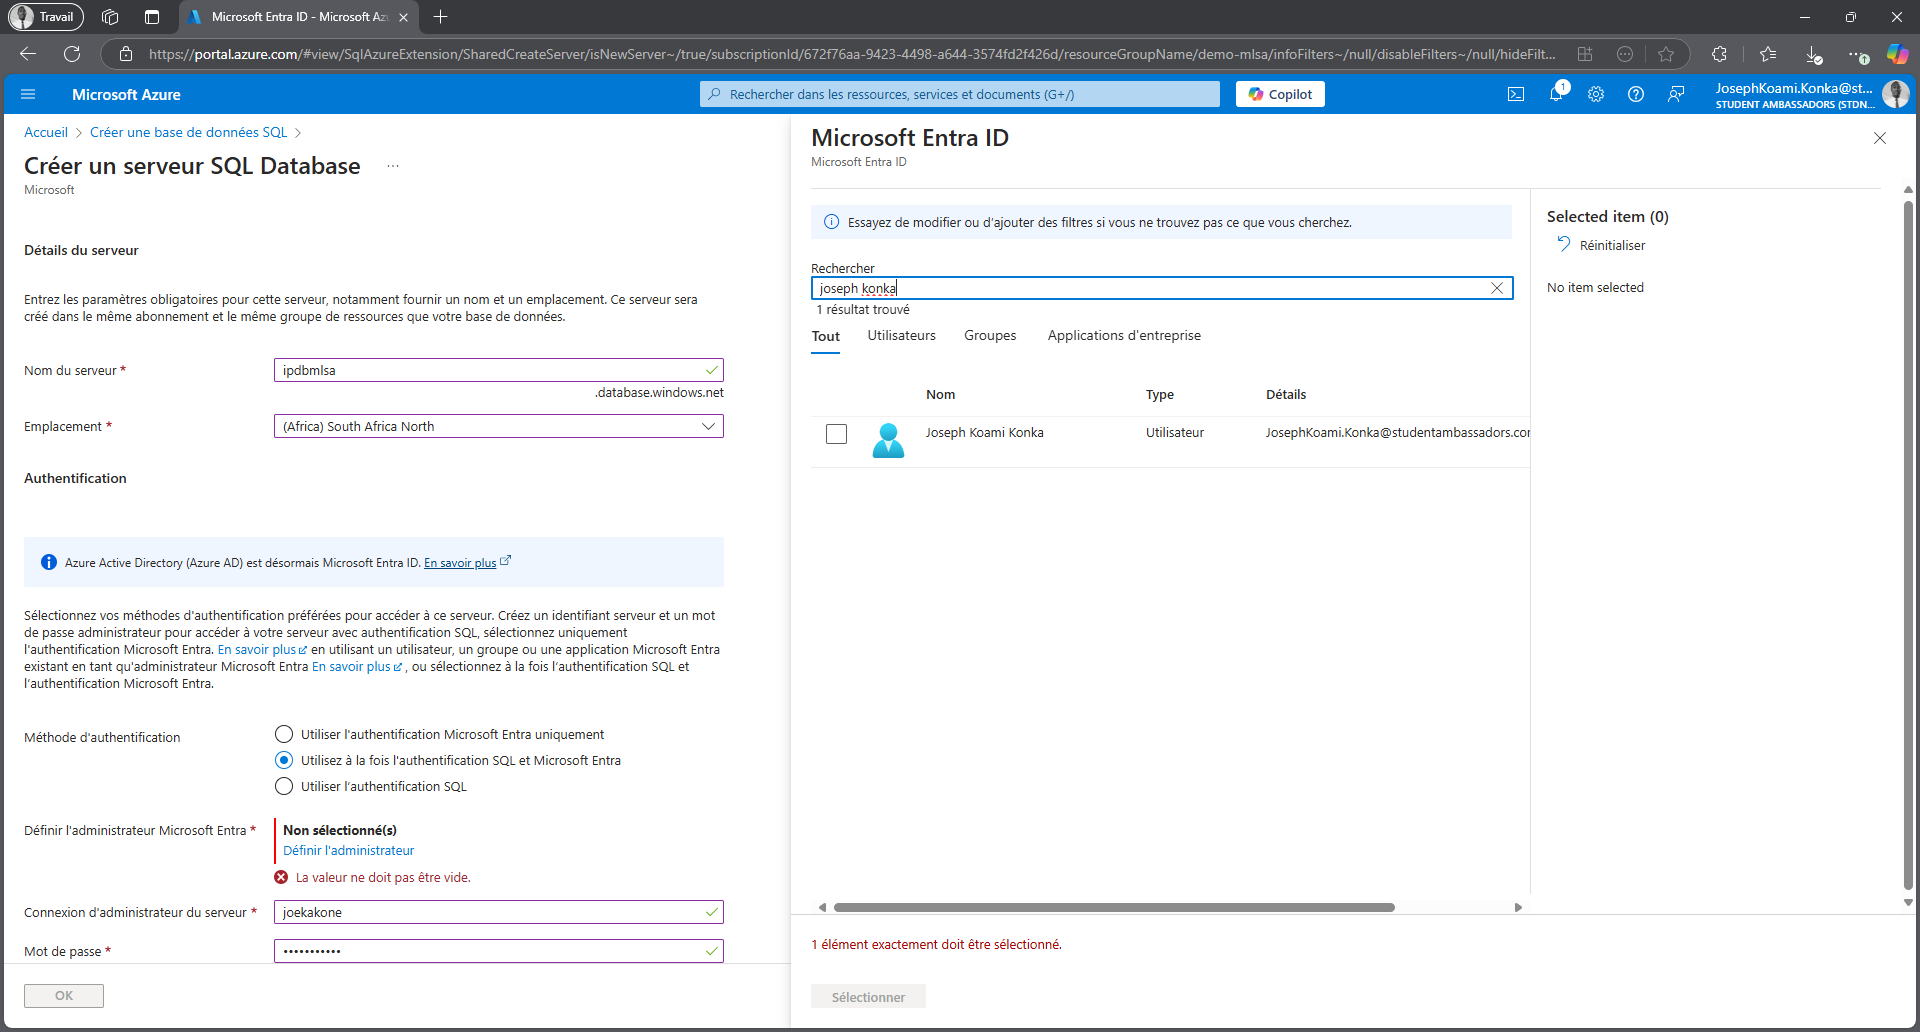 Travail
Microsoft Entra ID - Microsoft Az
https://portal.azure.com/#view/SqlAzureExtension/SharedCreateServer/isNewServer~/true/subscriptionId/672f76aa-9423-4498-a644-3574fd2f426d/resourceGroupName/demo-mlsa/infoFilters~/null/disableFilters~/null/hideFilt...
Microsoft Azure
Rechercher dans les ressources, services et documents (G+/)
Copilot
1
JosephKoami.Konka@st...
STUDENT AMBASSADORS (STDN...
Accueil > Créer une base de données SQL >
Créer un serveur SQL Database ...
Microsoft
Détails du serveur
Entrez les paramètres obligatoires pour cette serveur, notamment fournir un nom et un emplacement. Ce serveur sera
créé dans le même abonnement et le même groupe de ressources que votre base de données.
Nom du serveur *
ipdbmlsa
.database.windows.net
Emplacement *
(Africa) South Africa North
Authentification
Azure Active Directory (Azure AD) est désormais Microsoft Entra ID. En savoir plus
Sélectionnez vos méthodes d'authentification préférées pour accéder à ce serveur. Créez un identifiant serveur et un mot
de passe administrateur pour accéder à votre serveur avec authentification SQL, sélectionnez uniquement
l'authentification Microsoft Entra. En savoir plus en utilisant un utilisateur, un groupe ou une application Microsoft Entra
existant en tant qu'administrateur Microsoft Entra En savoir plus , ou sélectionnez à la fois l'authentification SQL et
l'authentification Microsoft Entra.
Méthode d'authentification
Utiliser l'authentification Microsoft Entra uniquement
Utilisez à la fois l'authentification SQL et Microsoft Entra
Utiliser l'authentification SQL
Définir l'administrateur Microsoft Entra *
Non sélectionné(s)
Définir l'administrateur
La valeur ne doit pas être vide.
Connexion d'administrateur du serveur *
joekakone
Mot de passe *
•••••••••••
OK
Microsoft Entra ID
Microsoft Entra ID
Essayez de modifier ou d'ajouter des filtres si vous ne trouvez pas ce que vous cherchez.
Rechercher
joseph konka
1 résultat trouvé
Tout Utilisateurs Groupes Applications d'entreprise
Nom Type Détails
Joseph Koami Konka Utilisateur JosephKoami.Konka@studentambassadors.cor
Selected item (0)
Réinitialiser
No item selected
1 élément exactement doit être sélectionné.
Sélectionner